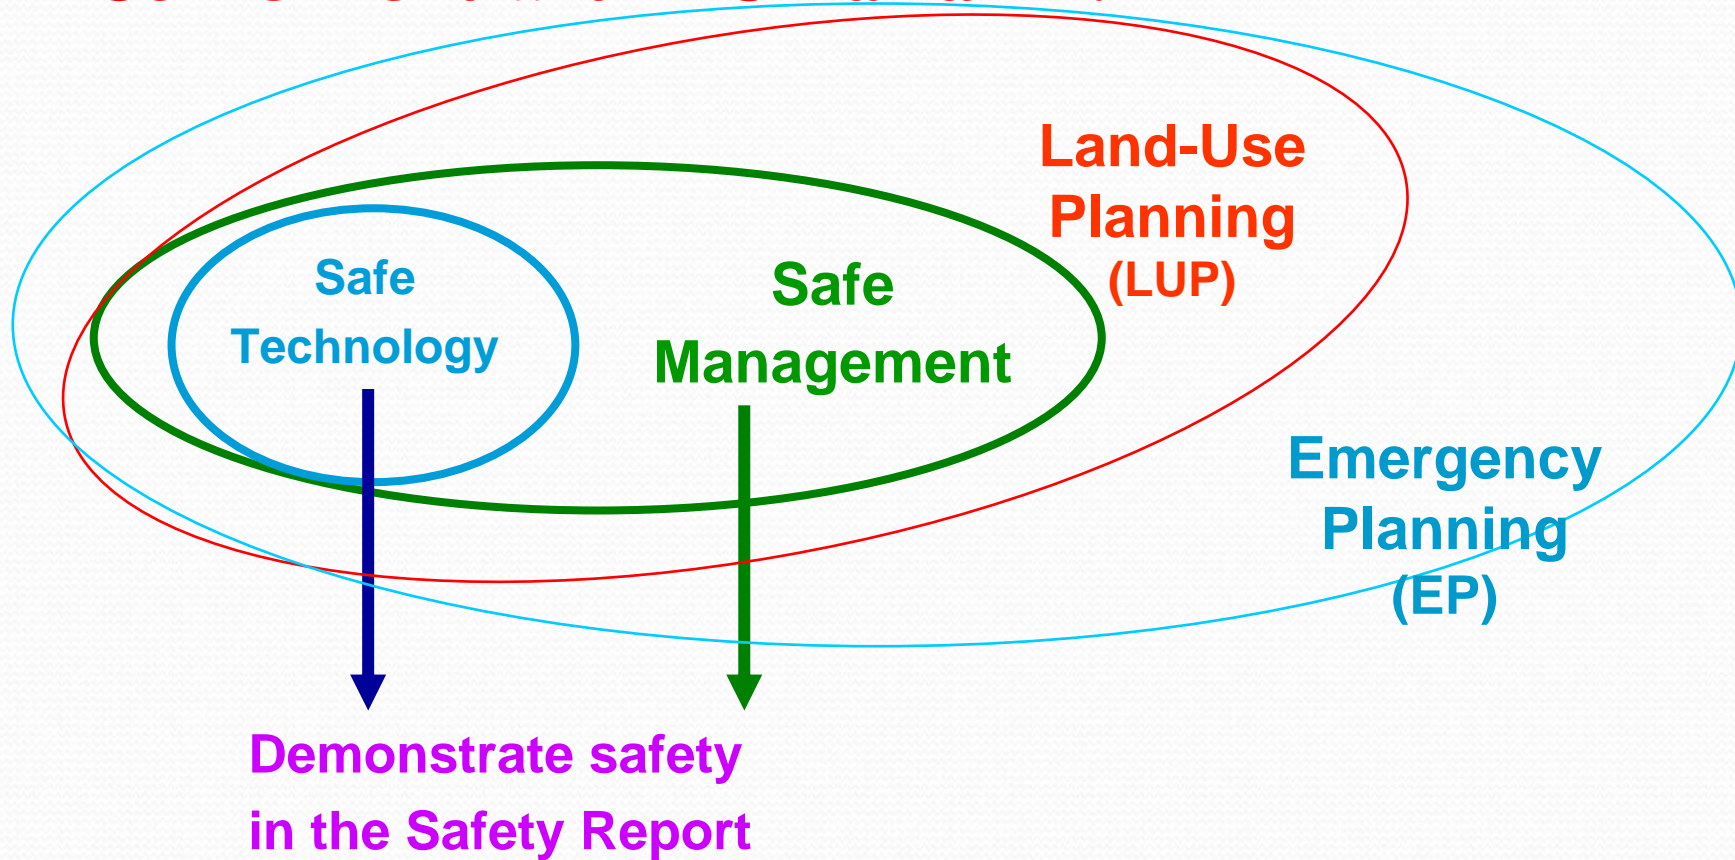 Land-Use
Planning
(LUP)
Safe
Technology
Safe
Management
Emergency
Planning
(EP)
Demonstrate safety
in the Safety Report